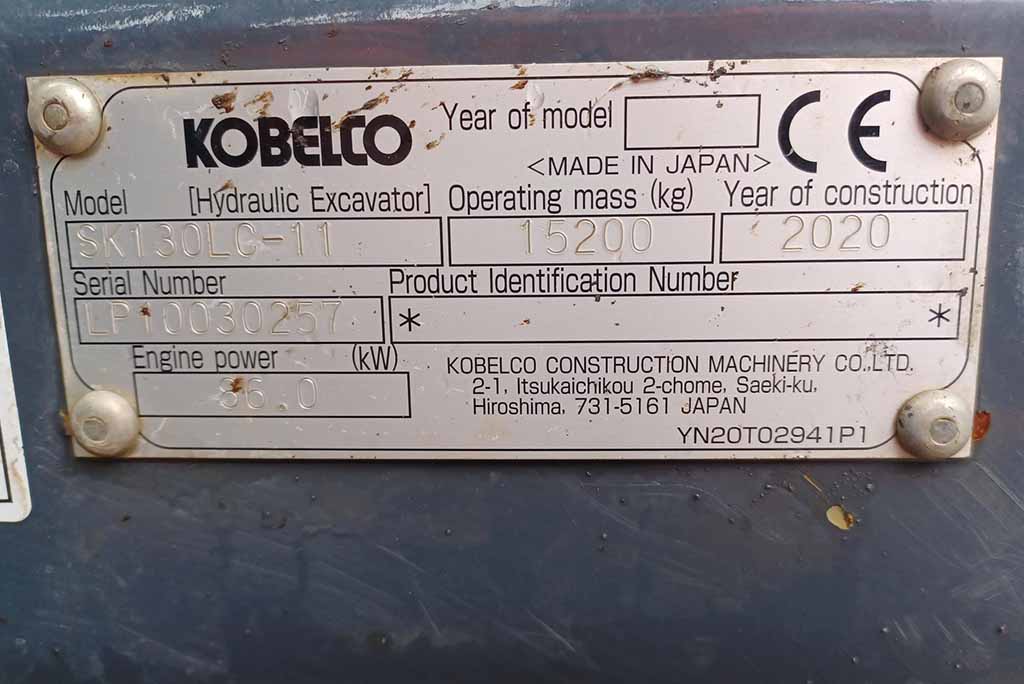 KOBELCO
Year of model
<MADE IN JAPAN>
CE
Model [Hydraulic Excavator] Operating mass (kg) Year of construction
SK130LC-11 15200 2020
Serial Number Product Identification Number
LP10030257 * *
Engine power (kW)
86.0
KOBELCO CONSTRUCTION MACHINERY CO.,LTD.
2-1, Itsukaichikou 2-chome, Saeki-ku,
Hiroshima, 731-5161 JAPAN
YN20T02941P1